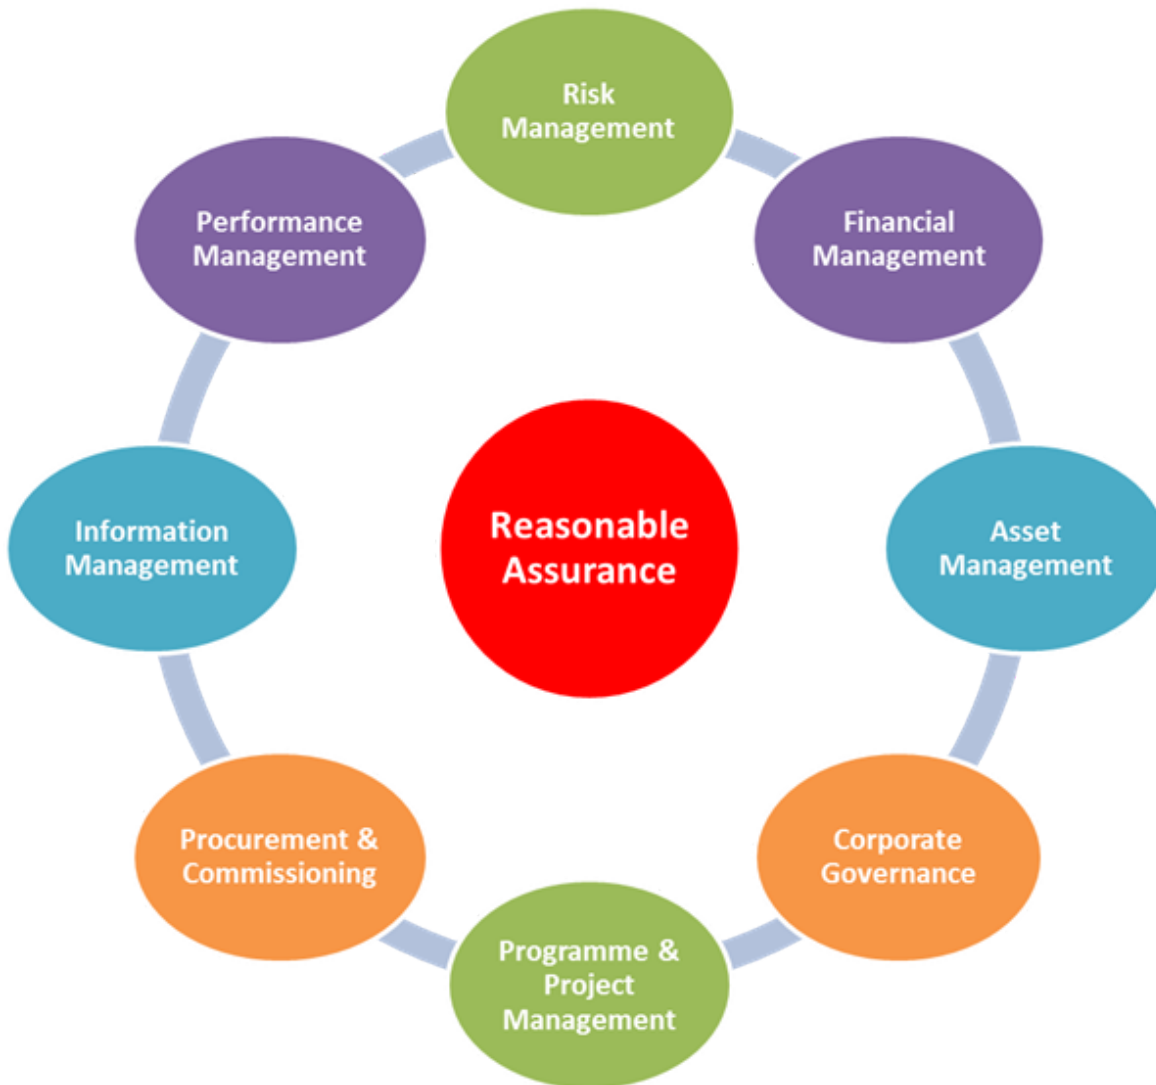 Risk
Management
Performance
Management
Financial
Management
Information
Management
Reasonable
Assurance
Asset
Management
Procurement &
Commissioning
Corporate
Governance
Programme &
Project
Management